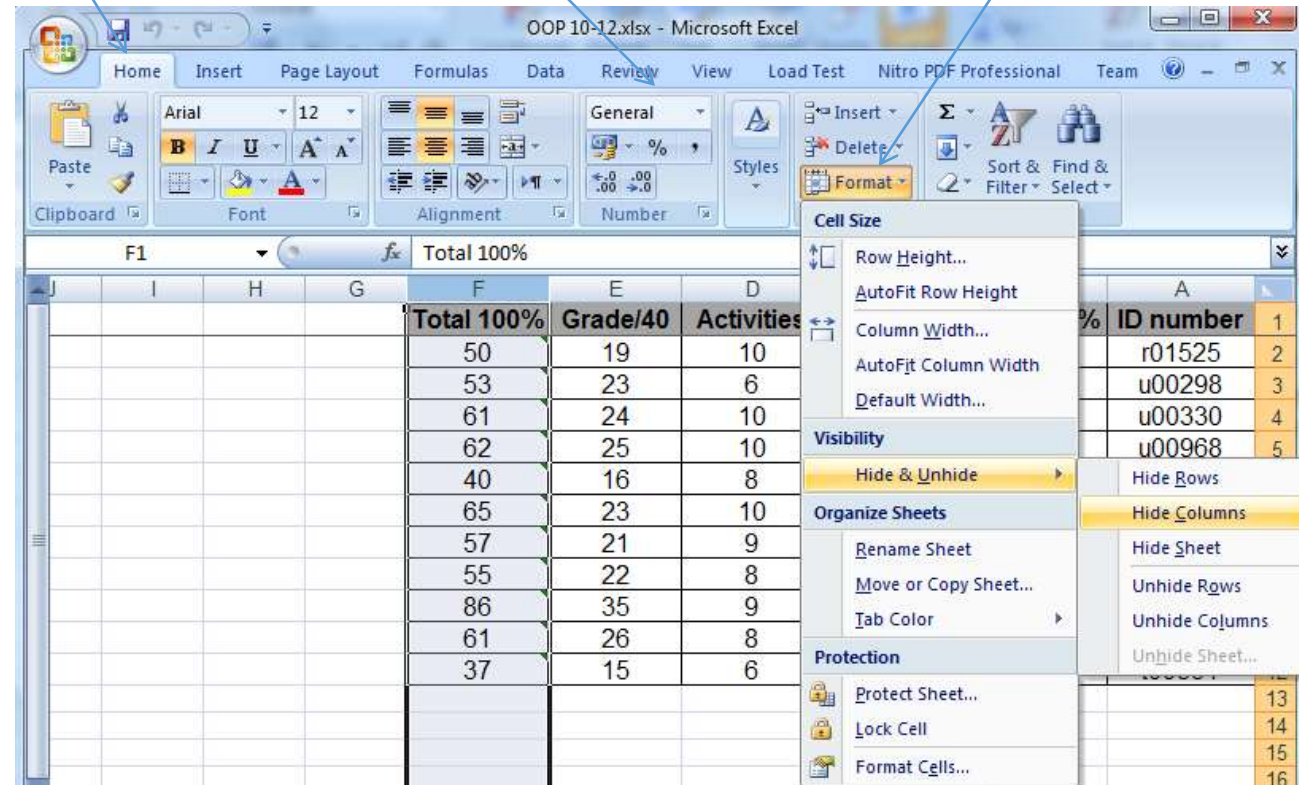 OOP 10-12.xlsx - Microsoft Excel
Home Insert Page Layout Formulas Data Review View Load Test Nitro PDF Professional Team
Arial 12 General Insert Σ
B I U A A % , Delete
Paste Styles Format Sort & Filter Find & Select
Clipboard Font Alignment Number
F1 fx Total 100%
J I H G F E D A
Total 100% Grade/40 Activities % ID number 1
50 19 10 r01525 2
53 23 6 u00298 3
61 24 10 u00330 4
62 25 10 u00968 5
40 16 8
65 23 10
57 21 9
55 22 8
86 35 9
61 26 8
37 15 6
13
14
15
16
Cell Size
Row Height...
AutoFit Row Height
Column Width...
AutoFit Column Width
Default Width...
Visibility
Hide & Unhide
Organize Sheets
Rename Sheet
Move or Copy Sheet...
Tab Color
Protection
Protect Sheet...
Lock Cell
Format Cells...
Hide Rows
Hide Columns
Hide Sheet
Unhide Rows
Unhide Columns
Unhide Sheet...